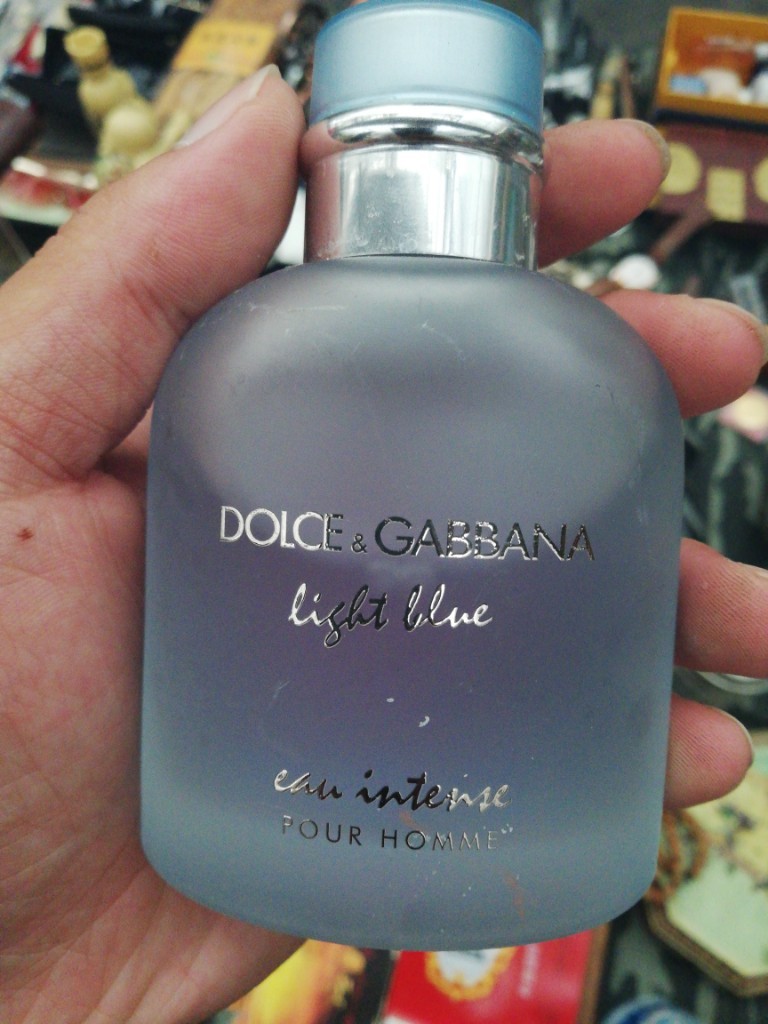 DOLCE & GABBANA
light blue
eau intense
POUR HOMME